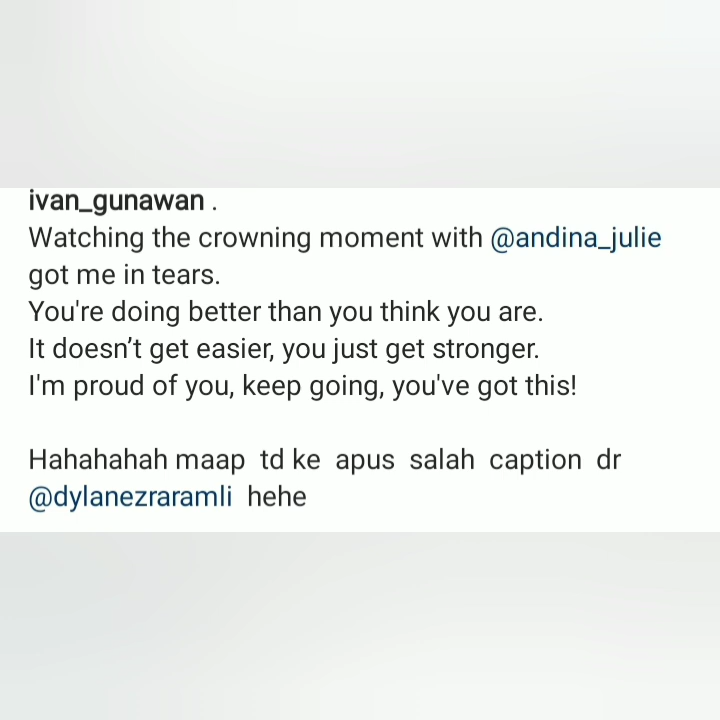 ivan_gunawan .
Watching the crowning moment with @andina_julie
got me in tears.
You're doing better than you think you are.
It doesn’t get easier, you just get stronger.
I'm proud of you, keep going, you've got this!
Hahahahah maap td ke apus salah caption dr
@dylanezraramli hehe